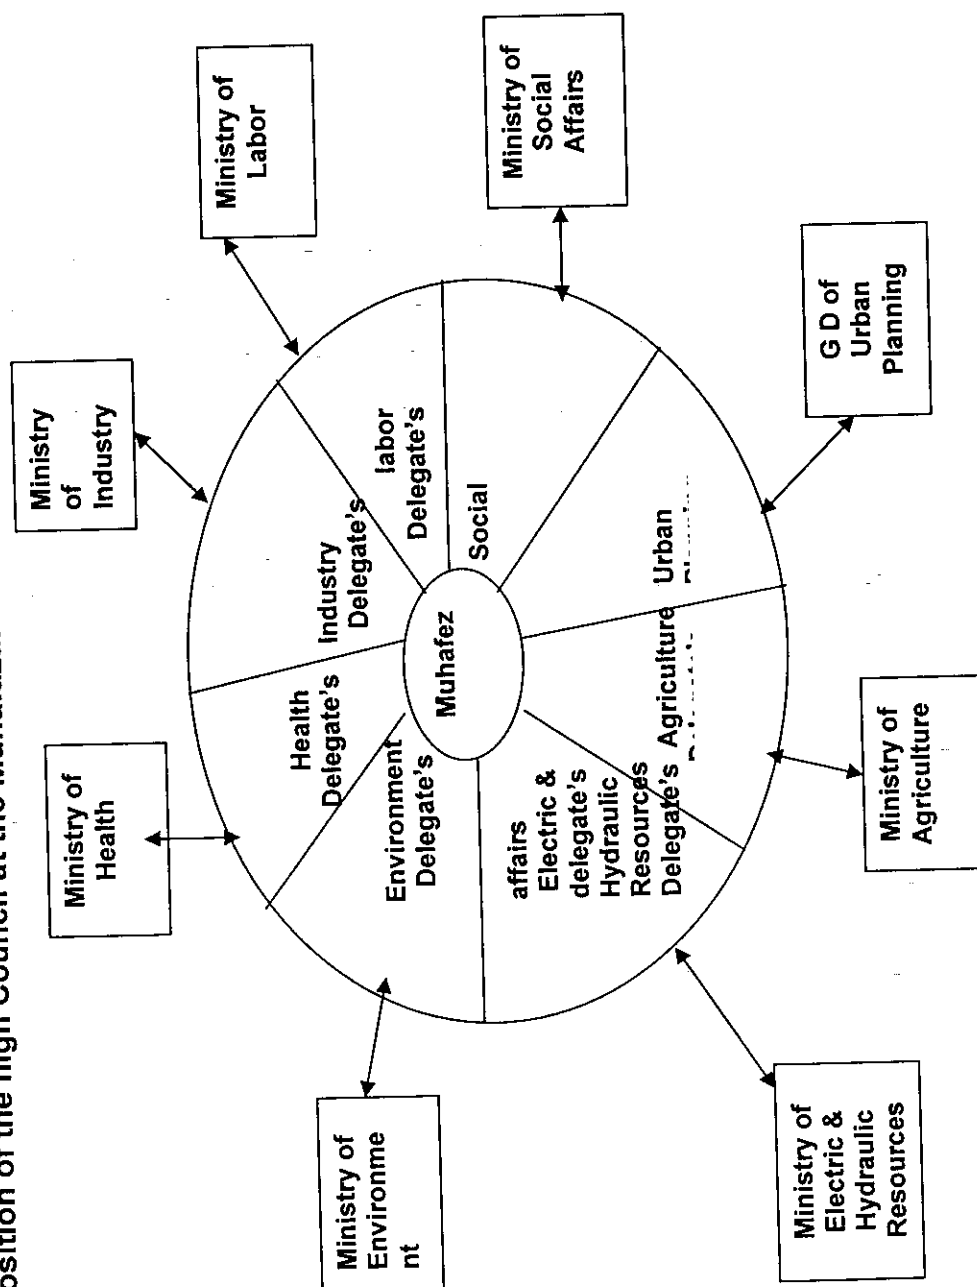 osition of the high Council at the
Ministry of
Health
Ministry
of
Industry
Ministry of
Labor
Ministry of
Social
Affairs
G D of
Urban
Planning
Ministry of
Agriculture
Ministry of
Electric &
Hydraulic
Resources
Ministry of
Environme
nt
Health
Delegate's
Industry
Delegate's
labor
Delegate's
Social
Urban
Agriculture
affairs
Electric &
delegate's
Hydraulic
Resources
Delegate's
Environment
Delegate's
Muhafez